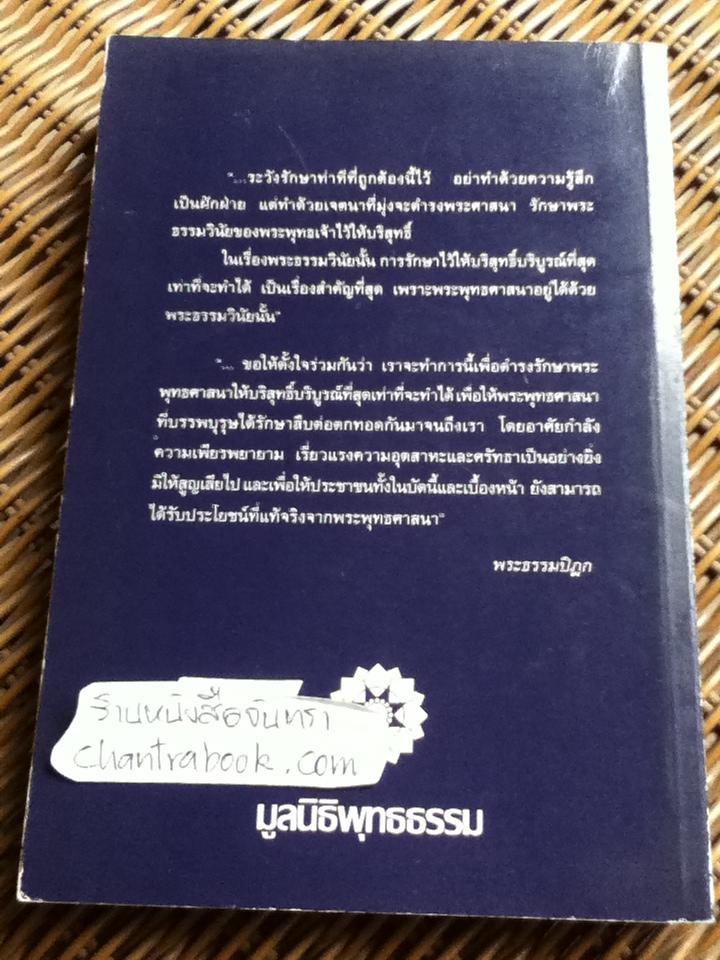 "... ระวังรักษาท่าทีที่ถูกต้องนี้ไว้ อย่าทำด้วยความรู้สึก
เป็นฝักฝ่าย แต่ทำด้วยเจตนาที่มุ่งจะดำรงพระศาสนา รักษาพระ
ธรรมวินัยของพระพุทธเจ้าไว้ให้บริสุทธิ์
ในเรื่องพระธรรมวินัยนั้น การรักษาไว้ให้บริสุทธิ์บริบูรณ์ที่สุด
เท่าที่จะทำได้ เป็นเรื่องสำคัญที่สุด เพราะพระพุทธศาสนาอยู่ได้ด้วย
พระธรรมวินัยนั้น"
"... ขอให้ตั้งใจร่วมกันว่า เราจะทำการนี้เพื่อดำรงรักษาพระ
พุทธศาสนาให้บริสุทธิ์บริบูรณ์ที่สุดเท่าที่จะทำได้ เพื่อให้พระพุทธศาสนา
ที่บรรพบุรุษได้รักษาสืบต่อตกทอดกันมาจนถึงเรา โดยอาศัยกำลัง
ความเพียรพยายาม เรี่ยวแรงความอุตสาหะและศรัทธาเป็นอย่างยิ่ง
มิให้สูญเสียไป และเพื่อให้ประชาชนทั้งในบัดนี้และเบื้องหน้า ยังสามารถ
ได้รับประโยชน์ที่แท้จริงจากพระพุทธศาสนา"
พระธรรมปิฎก
ร้านหนังสือจันทรา
chantrabook.com
มูลนิธิพุทธธรรม